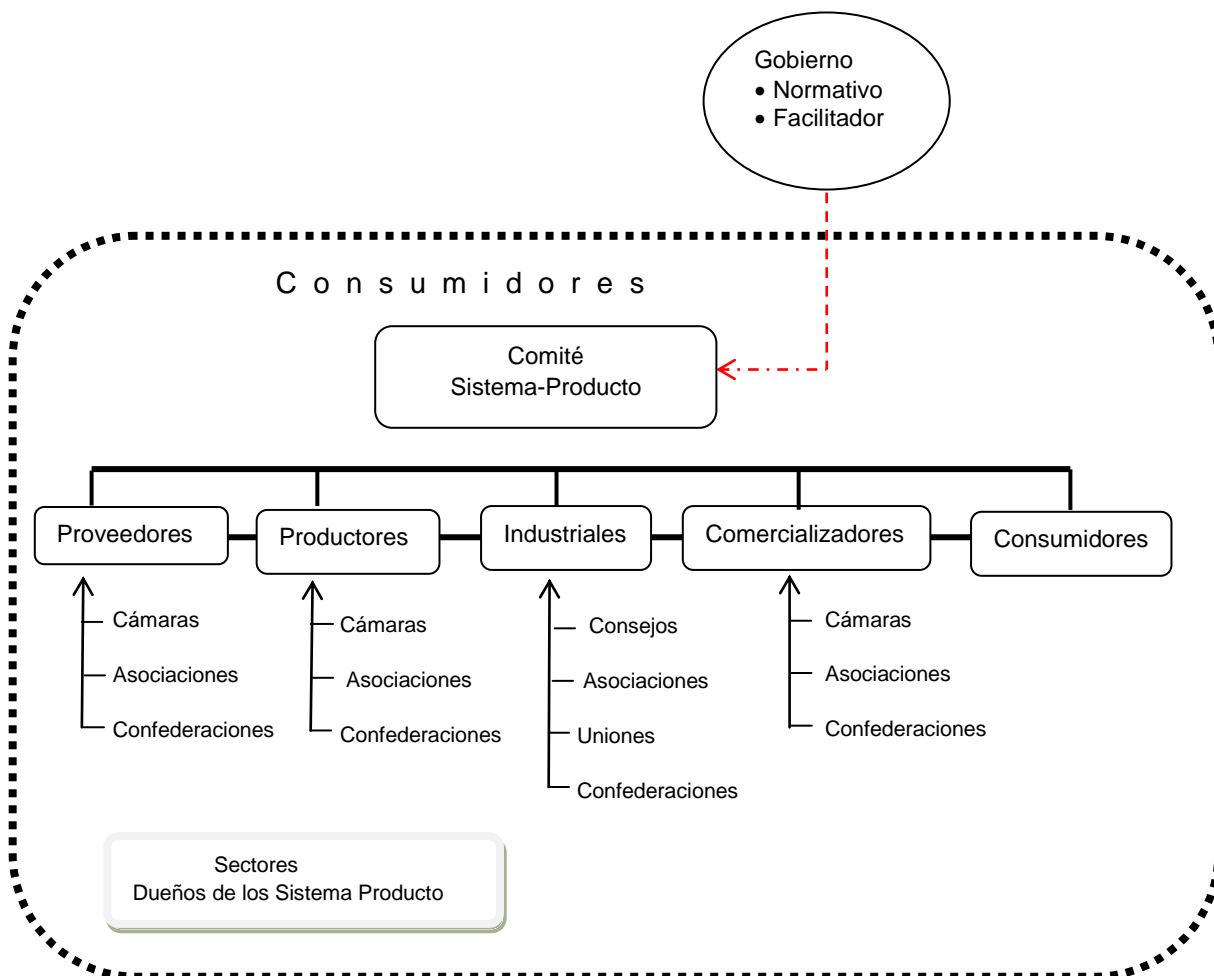 Gobierno
• Normativo
• Facilitador
Consumidores
Comité
Sistema-Producto
Proveedores
Productores
Industriales
Comercializadores
Consumidores
Cámaras
Asociaciones
Confederaciones
Cámaras
Asociaciones
Confederaciones
Consejos
Asociaciones
Uniones
Confederaciones
Cámaras
Asociaciones
Confederaciones
Sectores
Dueños de los Sistema Producto